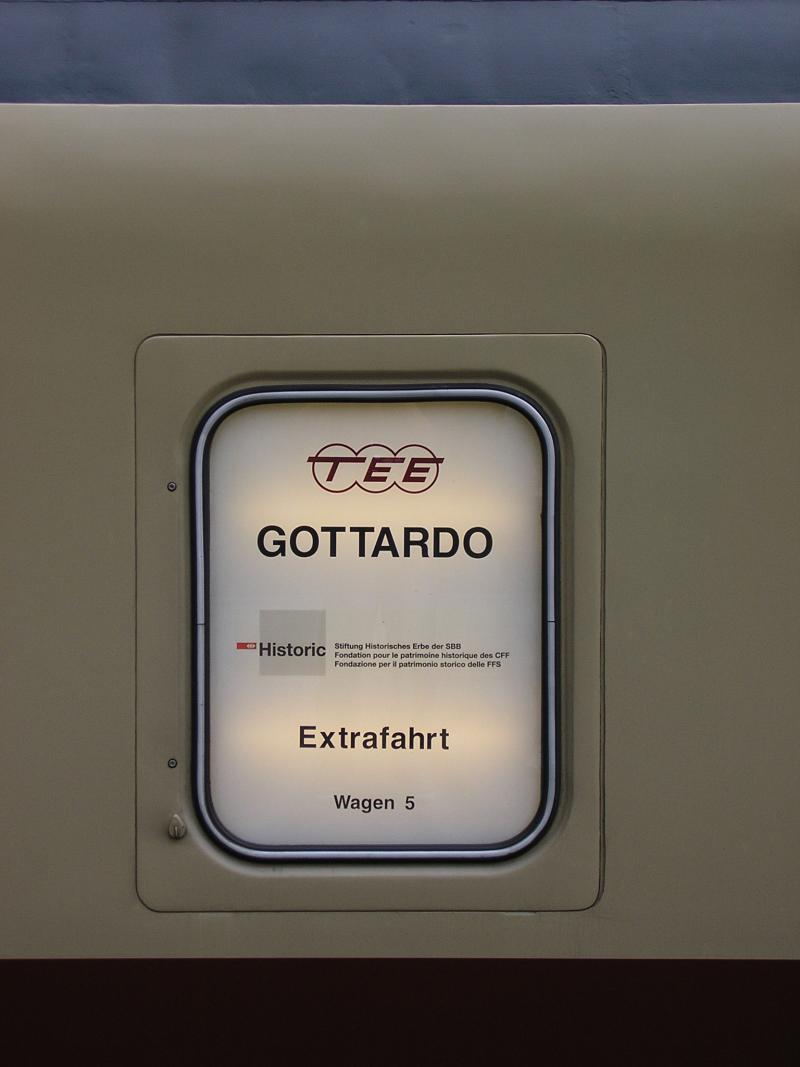 TEE
GOTTARDO
Historic
Stiftung Historisches Erbe der SBB
Fondation pour le patrimoine historique des CFF
Fondazione per il patrimonio storico delle FFS
Extrafahrt
Wagen 5